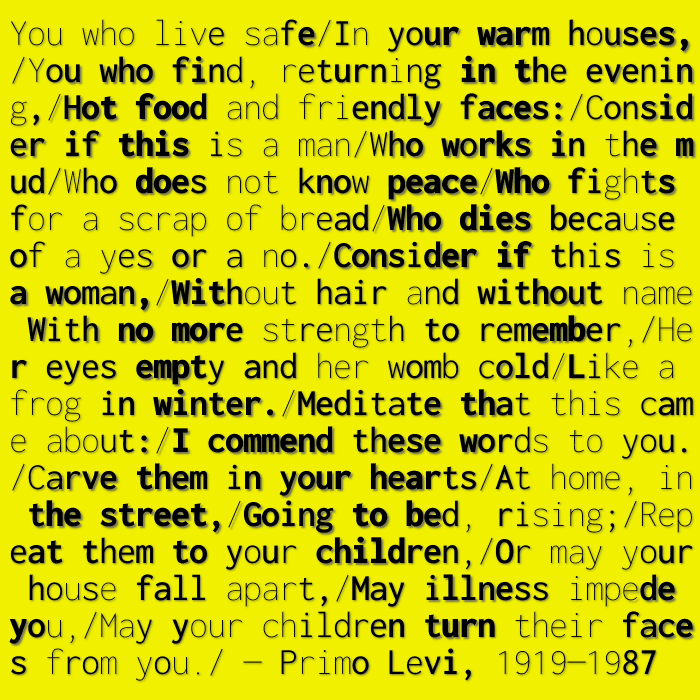 You who live safe/In your warm houses,
/You who find, returning in the evenin
g,/Hot food and friendly faces:/Consid
er if this is a man/Who works in the m
ud/Who does not know peace/Who fights
for a scrap of bread/Who dies because
of a yes or a no./Consider if this is
a woman,/Without hair and without name
With no more strength to remember,/He
r eyes empty and her womb cold/Like a
frog in winter./Meditate that this cam
e about:/I commend these words to you.
/Carve them in your hearts/At home, in
the street,/Going to bed, rising;/Rep
eat them to your children,/Or may your
house fall apart,/May illness impede
you,/May your children turn their face
s from you./ — Primo Levi, 1919–1987